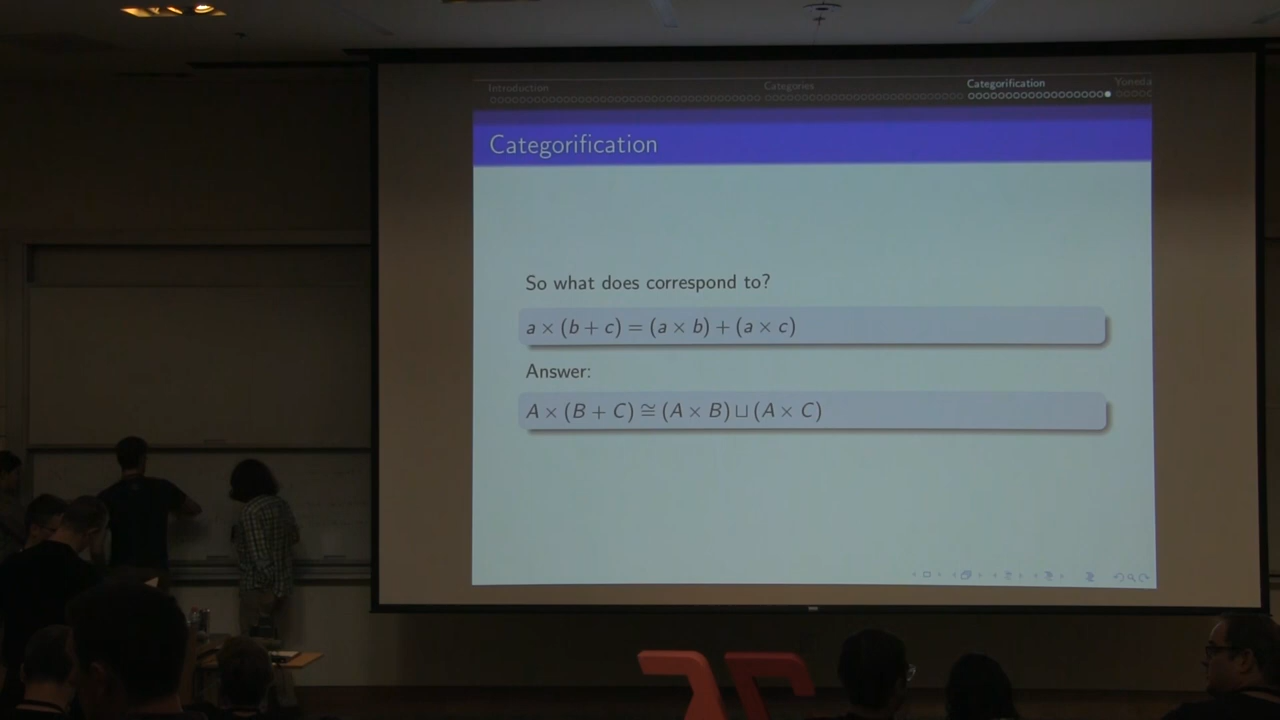 Introduction
Categories
Categorification
Yoneda
Categorification
So what does correspond to?
a × (b + c) = (a × b) + (a × c)
Answer:
A × (B + C) ≅ (A × B) ⊔ (A × C)